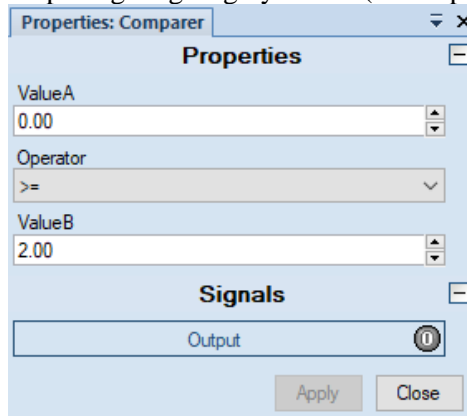 Properties: Comparer
Properties
ValueA
0.00
Operator
>=
ValueB
2.00
Signals
Output
Apply
Close